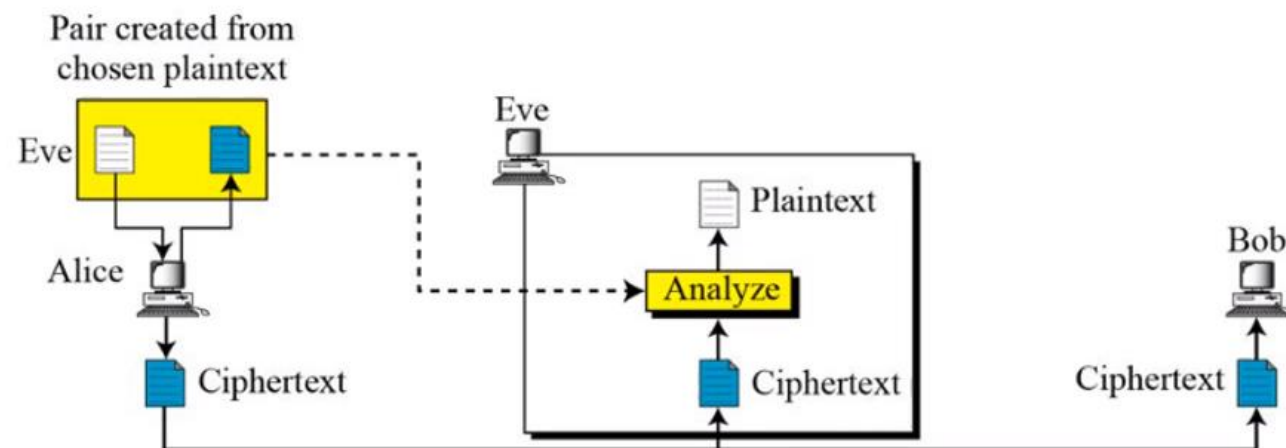 Pair created from
chosen plaintext
Eve
Eve
Plaintext
Bob
Alice
Analyze
Ciphertext
Ciphertext
Ciphertext